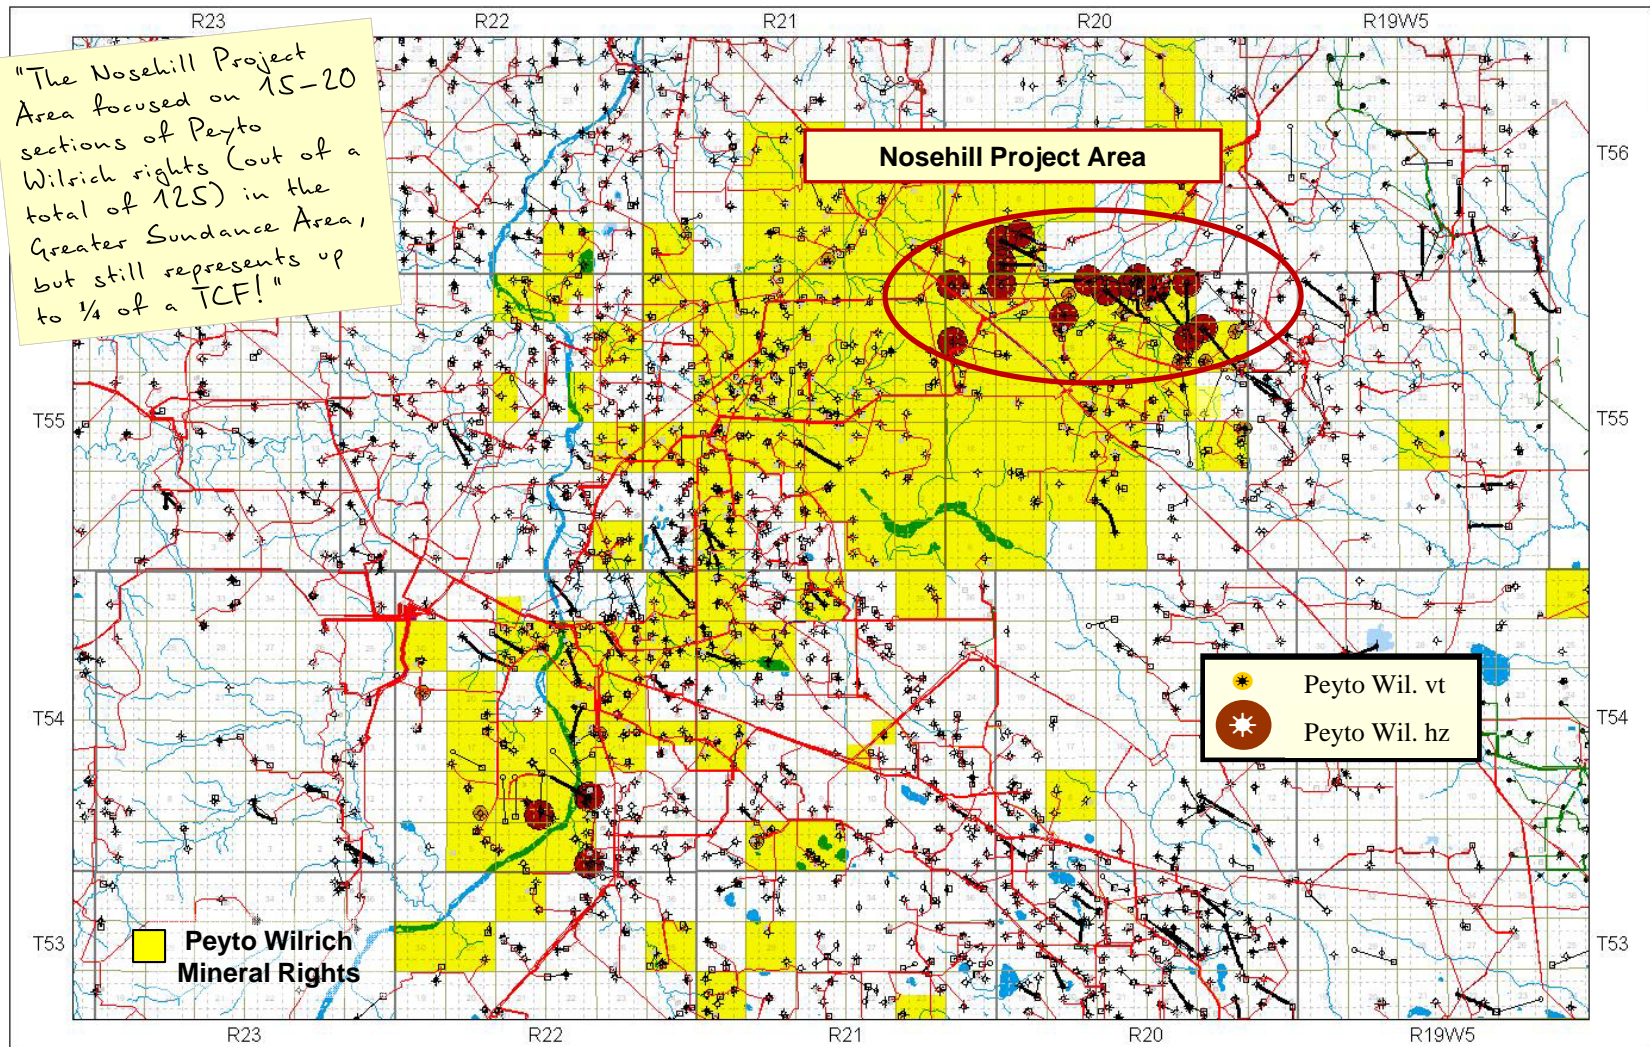 R23 R22 R21 R20 R19W5
"The Nosehill Project
Area focused on 15-20
sections of Peyto
Wilrich rights (out of a
total of 125) in the
Greater Sundance Area,
but still represents up
to 1/4 of a TCF!"
Nosehill Project Area
T56
T55 T55
Peyto Wil. vt
Peyto Wil. hz
T54 T54
T53 T53
Peyto Wilrich
Mineral Rights
R23 R22 R21 R20 R19W5